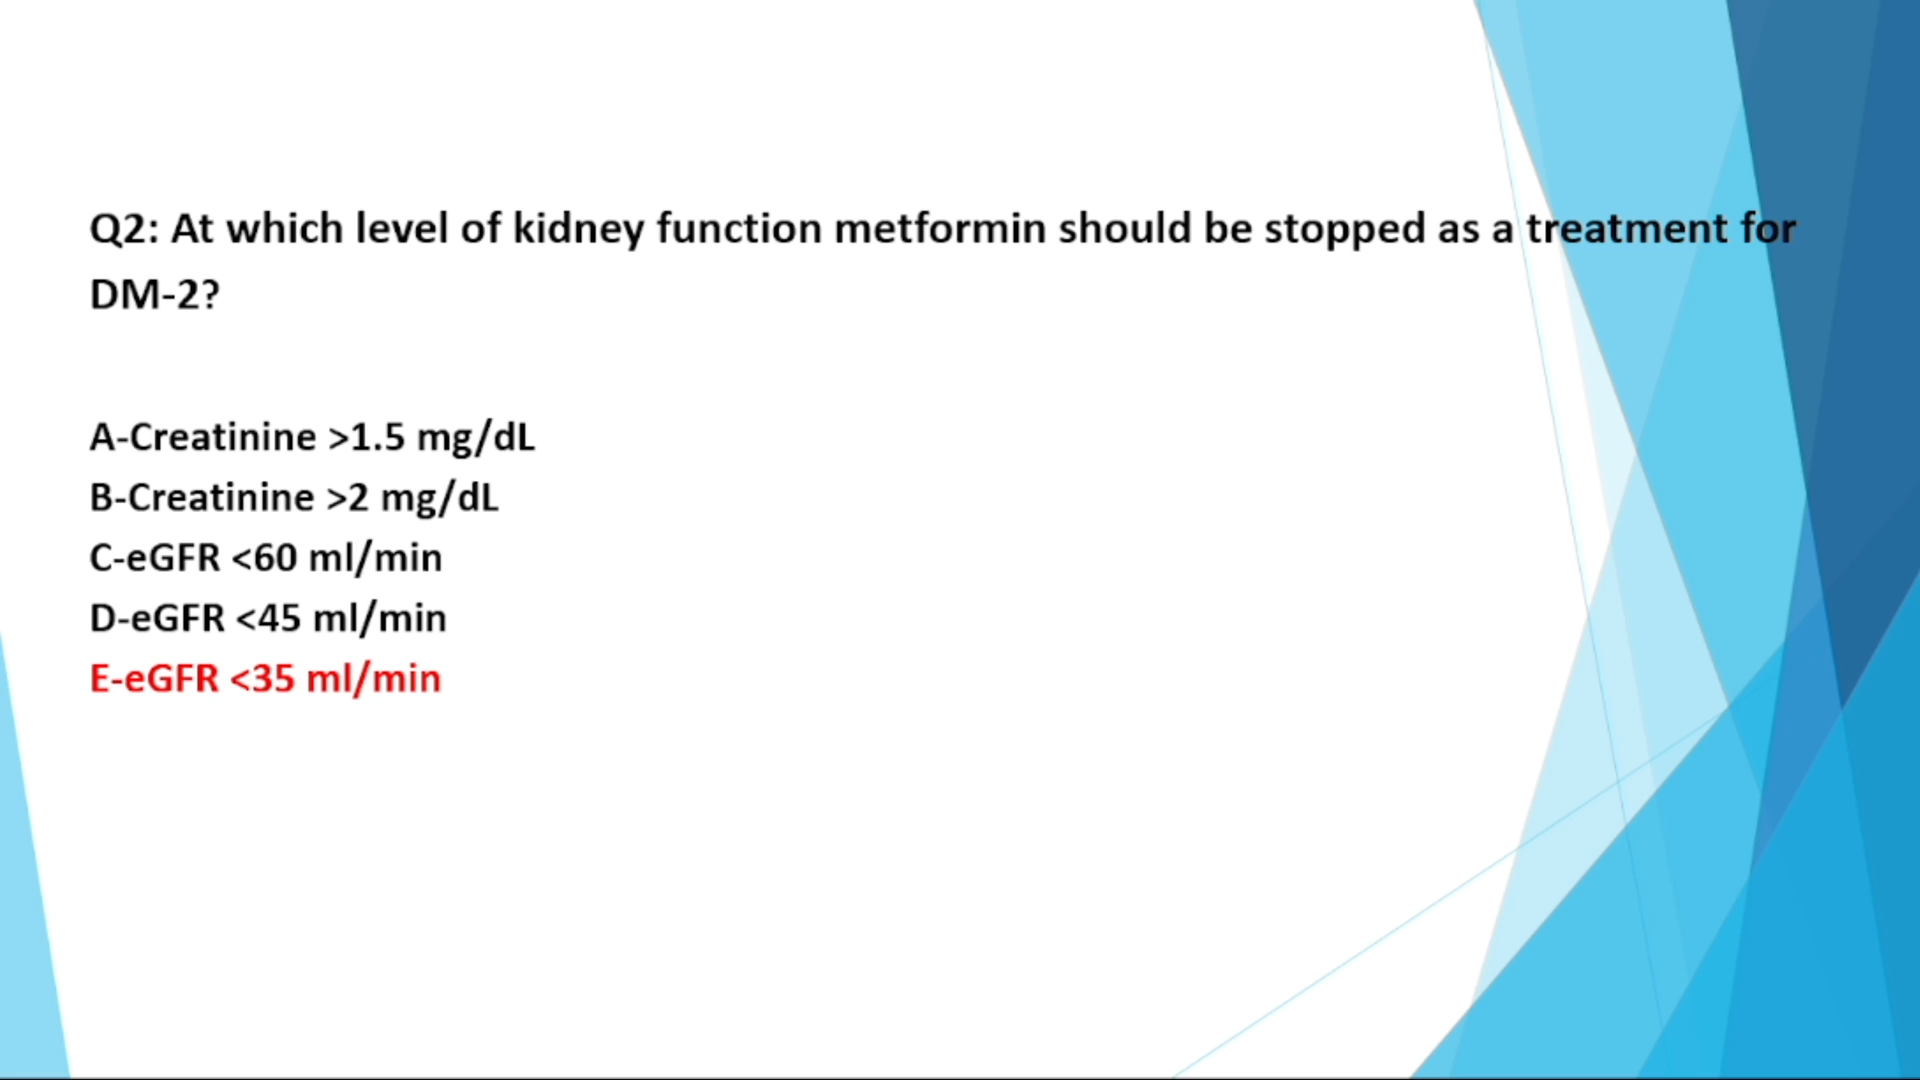 Q2: At which level of kidney function metformin should be stopped as a treatment for
DM-2?
A-Creatinine >1.5 mg/dL
B-Creatinine >2 mg/dL
C-eGFR <60 ml/min
D-eGFR <45 ml/min
E-eGFR <35 ml/min